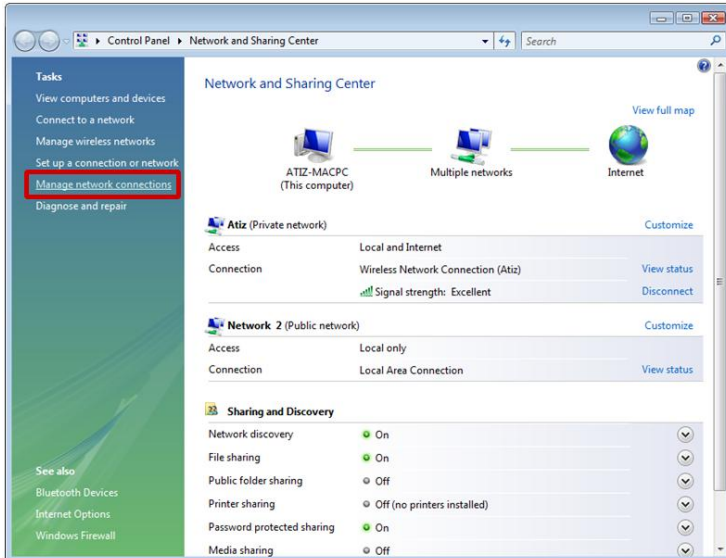 Control Panel ▸ Network and Sharing Center
Search
Tasks
View computers and devices
Connect to a network
Manage wireless networks
Set up a connection or network
Manage network connections
Diagnose and repair
See also
Bluetooth Devices
Internet Options
Windows Firewall
Network and Sharing Center
View full map
ATIZ-MACPC
(This computer)
Multiple networks
Internet
Atiz (Private network) Customize
Access Local and Internet
Connection Wireless Network Connection (Atiz) View status
Signal strength: Excellent Disconnect
Network 2 (Public network) Customize
Access Local only
Connection Local Area Connection View status
Sharing and Discovery
Network discovery On
File sharing On
Public folder sharing Off
Printer sharing Off (no printers installed)
Password protected sharing On
Media sharing Off